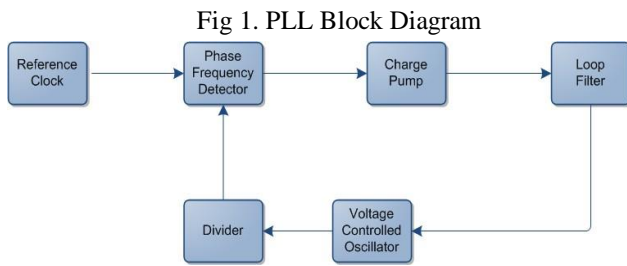 Fig 1. PLL Block Diagram
Reference
Clock
Phase
Frequency
Detector
Charge
Pump
Loop
Filter
Divider
Voltage
Controlled
Oscillator